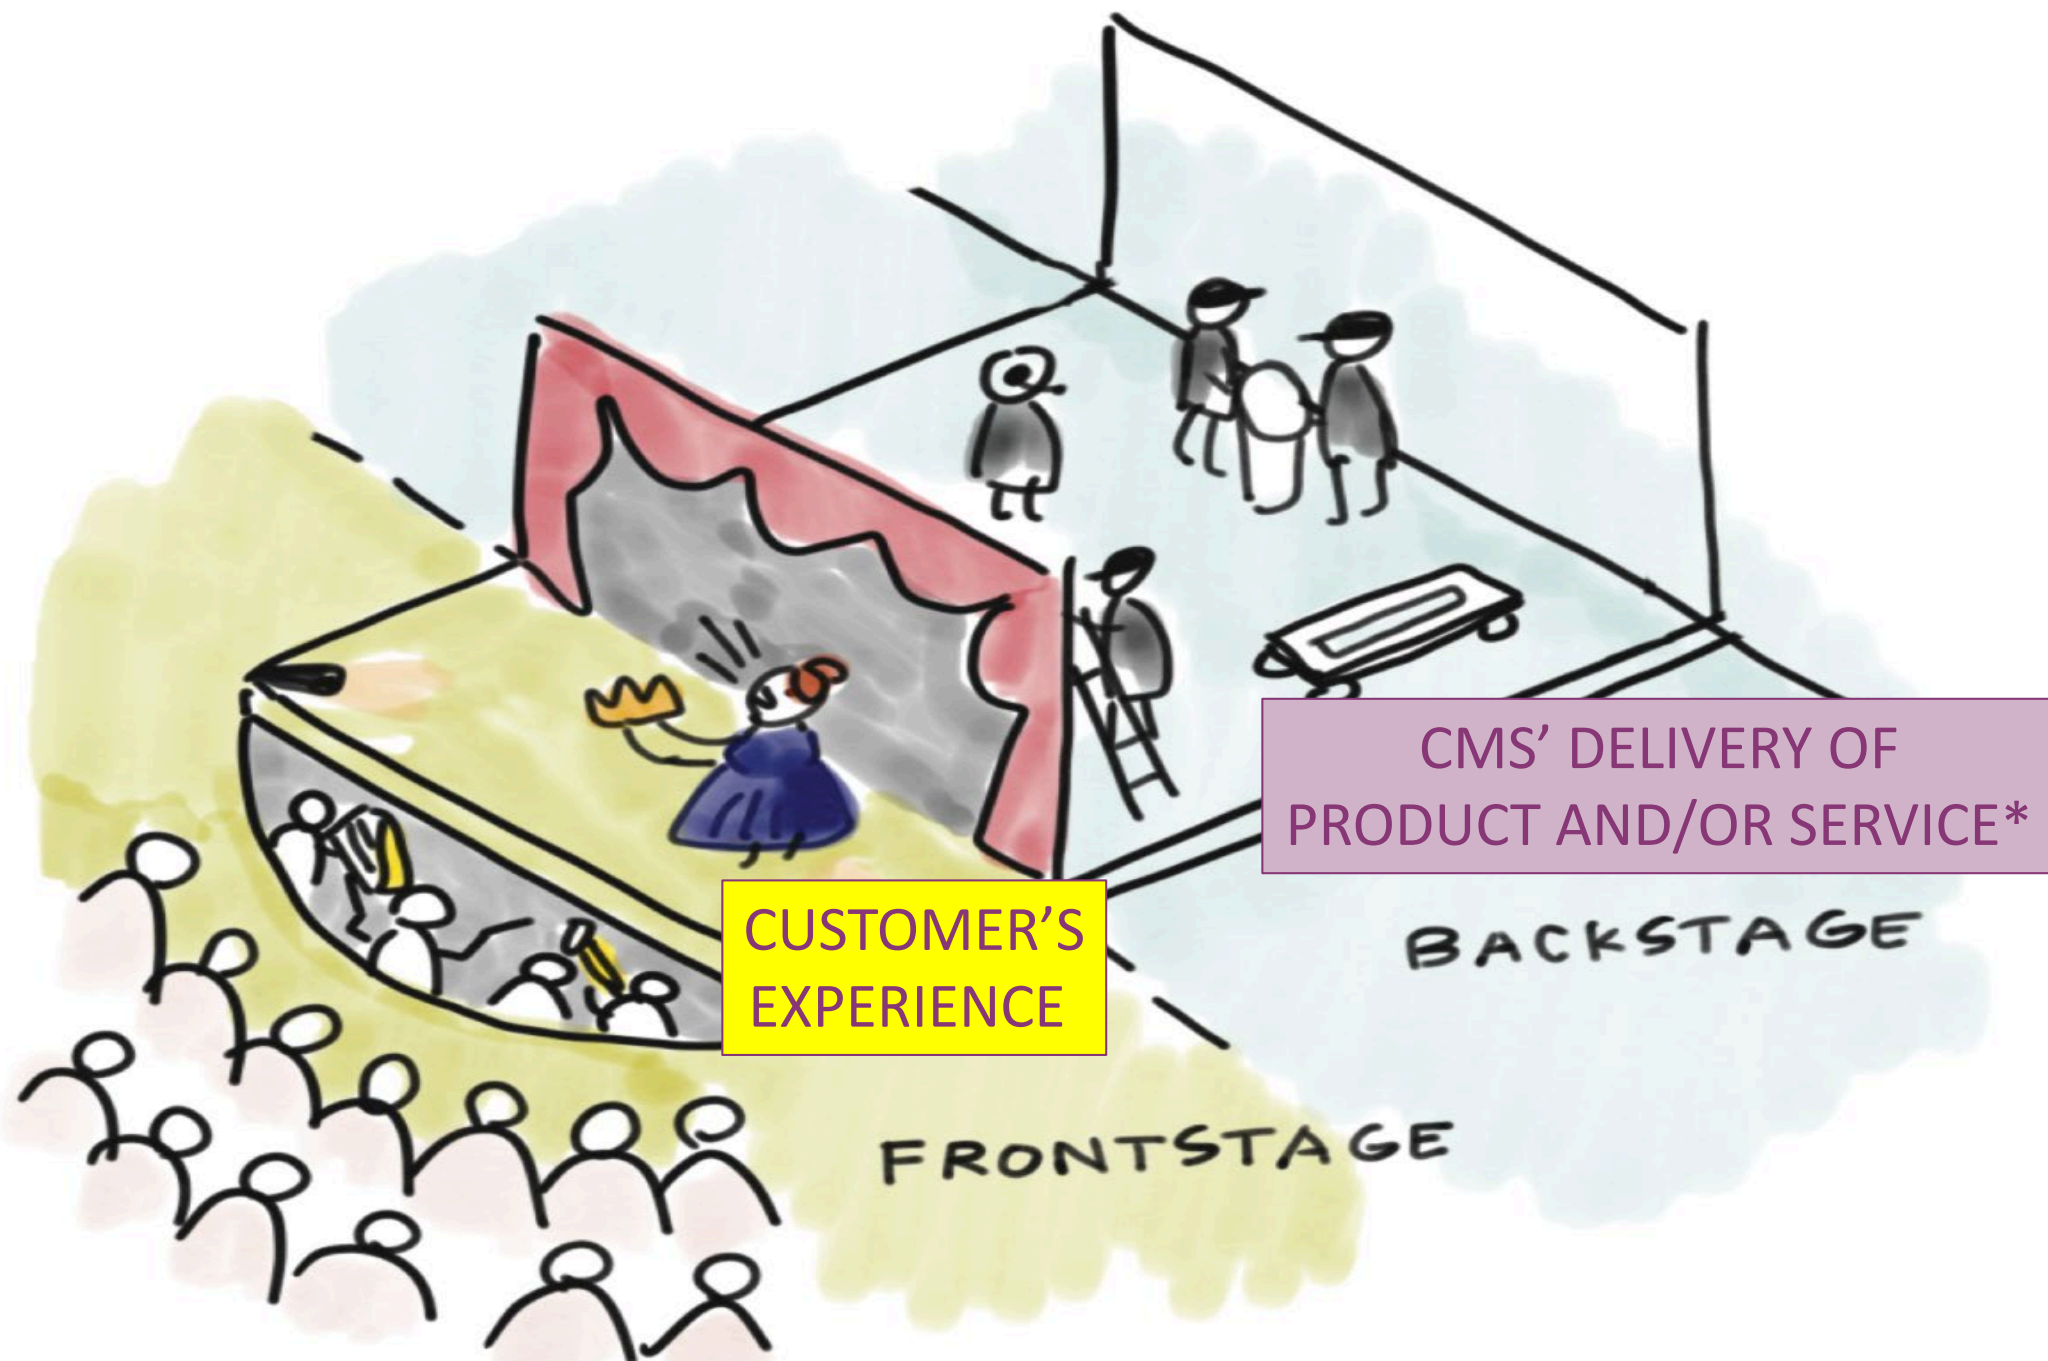 CMS’ DELIVERY OF
PRODUCT AND/OR SERVICE*
CUSTOMER’S
EXPERIENCE
BACKSTAGE
FRONTSTAGE